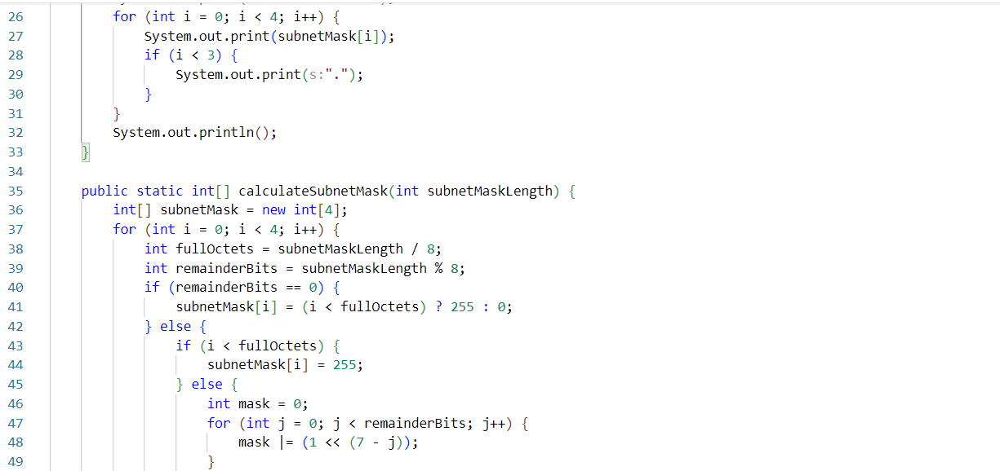 26 for (int i = 0; i < 4; i++) {
27 System.out.print(subnetMask[i]);
28 if (i < 3) {
29 System.out.print(s:".");
30 }
31 }
32 System.out.println();
33 }
34
35 public static int[] calculateSubnetMask(int subnetMaskLength) {
36 int[] subnetMask = new int[4];
37 for (int i = 0; i < 4; i++) {
38 int fullOctets = subnetMaskLength / 8;
39 int remainderBits = subnetMaskLength % 8;
40 if (remainderBits == 0) {
41 subnetMask[i] = (i < fullOctets) ? 255 : 0;
42 } else {
43 if (i < fullOctets) {
44 subnetMask[i] = 255;
45 } else {
46 int mask = 0;
47 for (int j = 0; j < remainderBits; j++) {
48 mask |= (1 << (7 - j));
49 }